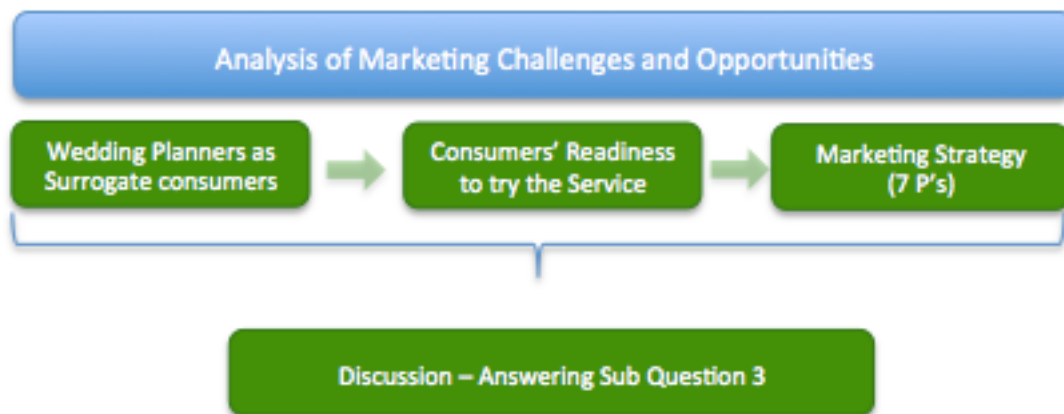 Analysis of Marketing Challenges and Opportunities
Wedding Planners as
Surrogate consumers
Consumers' Readiness
to try the Service
Marketing Strategy
(7 P's)
Discussion – Answering Sub Question 3